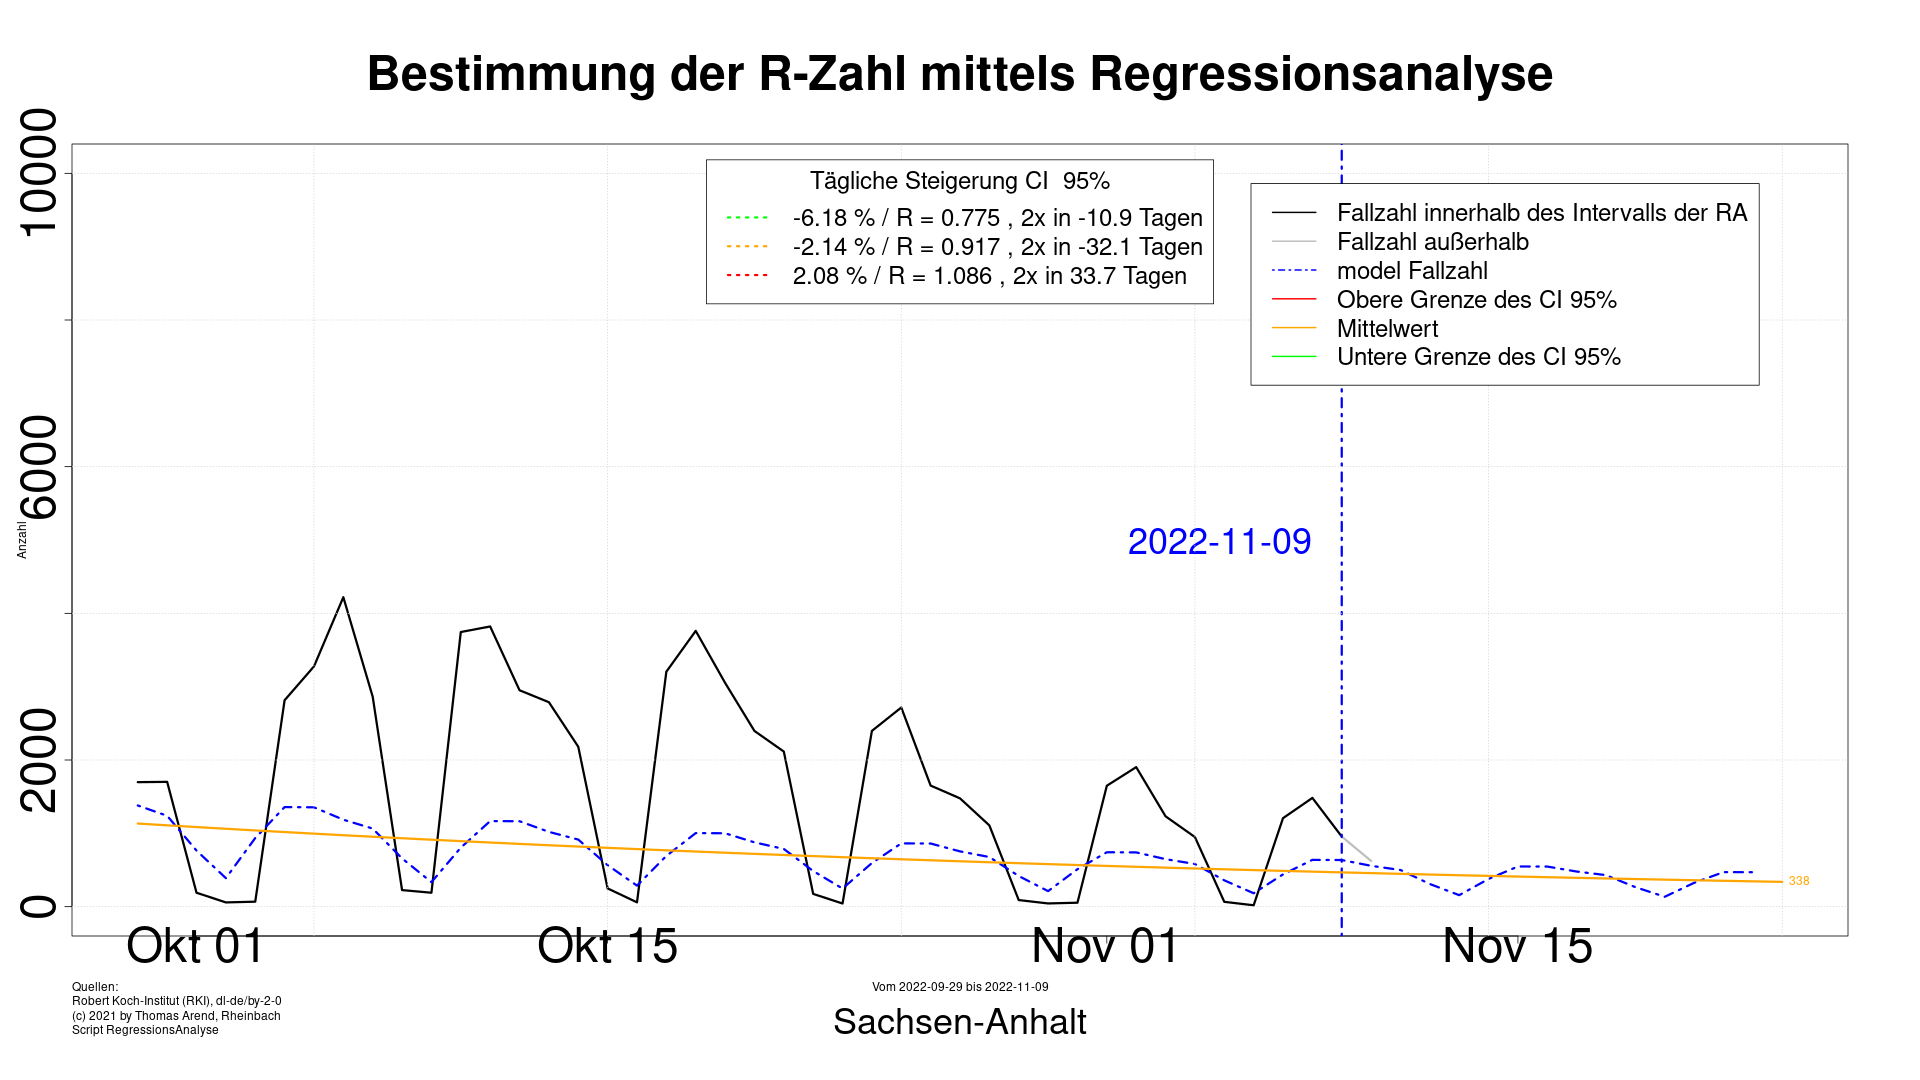 Bestimmung der R-Zahl mittels Regressionsanalyse
10000
6000
2000
0
Anzahl
Tägliche Steigerung CI  95%
-6.18 % / R = 0.775 , 2x in -10.9 Tagen
-2.14 % / R = 0.917 , 2x in -32.1 Tagen
2.08 % / R = 1.086 , 2x in 33.7 Tagen
Fallzahl innerhalb des Intervalls der RA
Fallzahl außerhalb
model Fallzahl
Obere Grenze des CI 95%
Mittelwert
Untere Grenze des CI 95%
2022-11-09
338
Okt 01
Okt 15
Nov 01
Nov 15
Quellen:
Robert Koch-Institut (RKI), dl-de/by-2-0
(c) 2021 by Thomas Arend, Rheinbach
Script RegressionsAnalyse
Vom 2022-09-29 bis 2022-11-09
Sachsen-Anhalt